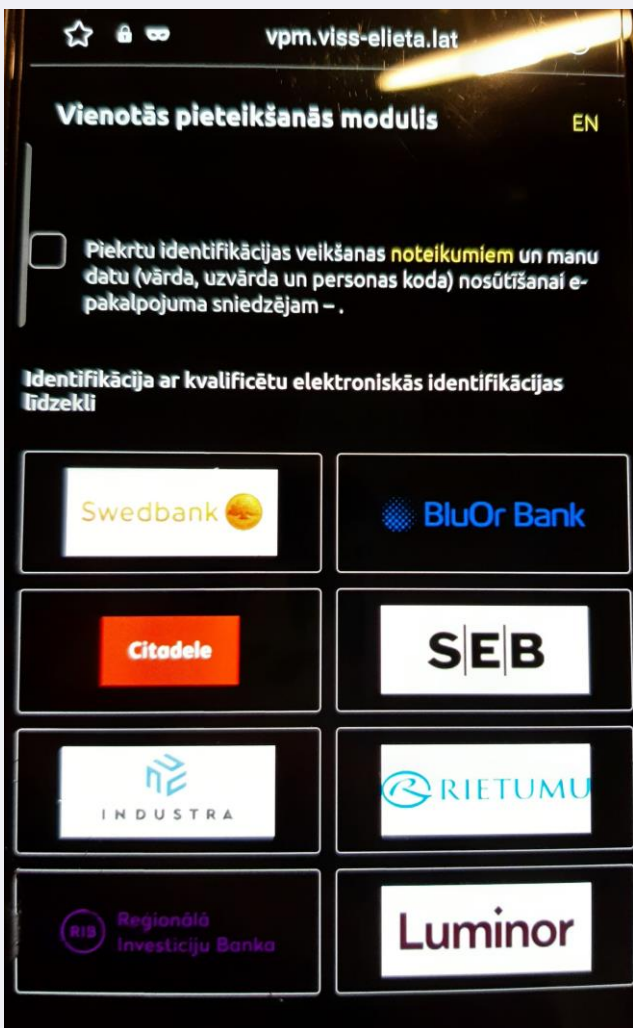 vpm.viss-elieta.lat
Vienotās pieteikšanās modulis
EN
Piekrtu identifikācijas veikšanas noteikumiem un manu
datu (vārda, uzvārda un personas koda) nosūtīšanai e-
pakalpojuma sniedzējam – .
Identifikācija ar kvalificētu elektroniskās identifikācijas
līdzekli
Swedbank
BluOr Bank
Citadele
S|E|B
INDUSTRA
RIETUMU
RIB
Reģionālā
Investīciju Banka
Luminor